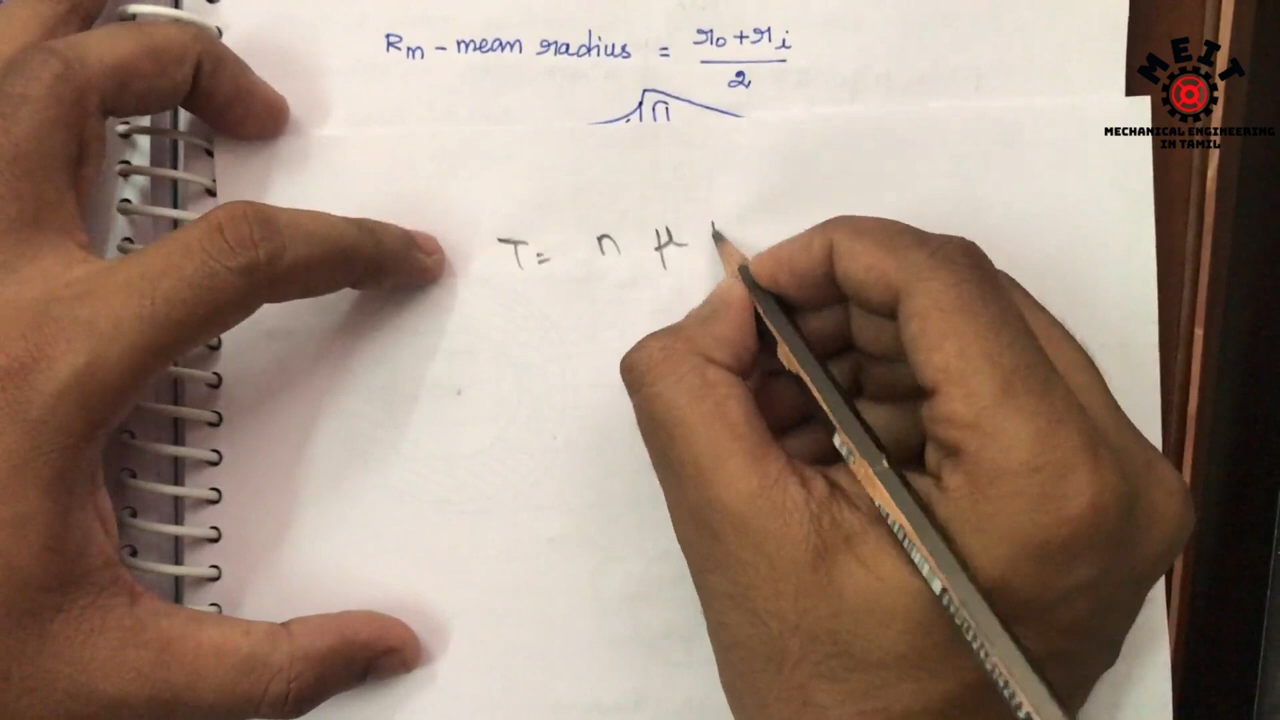 Rm - mean radius = ro + ri / 2
T = n μ
MEIT
MECHANICAL ENGINEERING
IN TAMIL